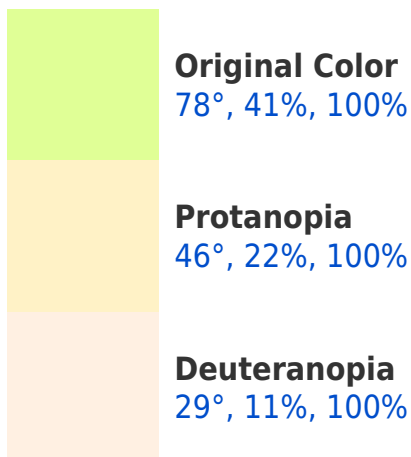 Original Color
78°, 41%, 100%
Protanopia
46°, 22%, 100%
Deuteranopia
29°, 11%, 100%